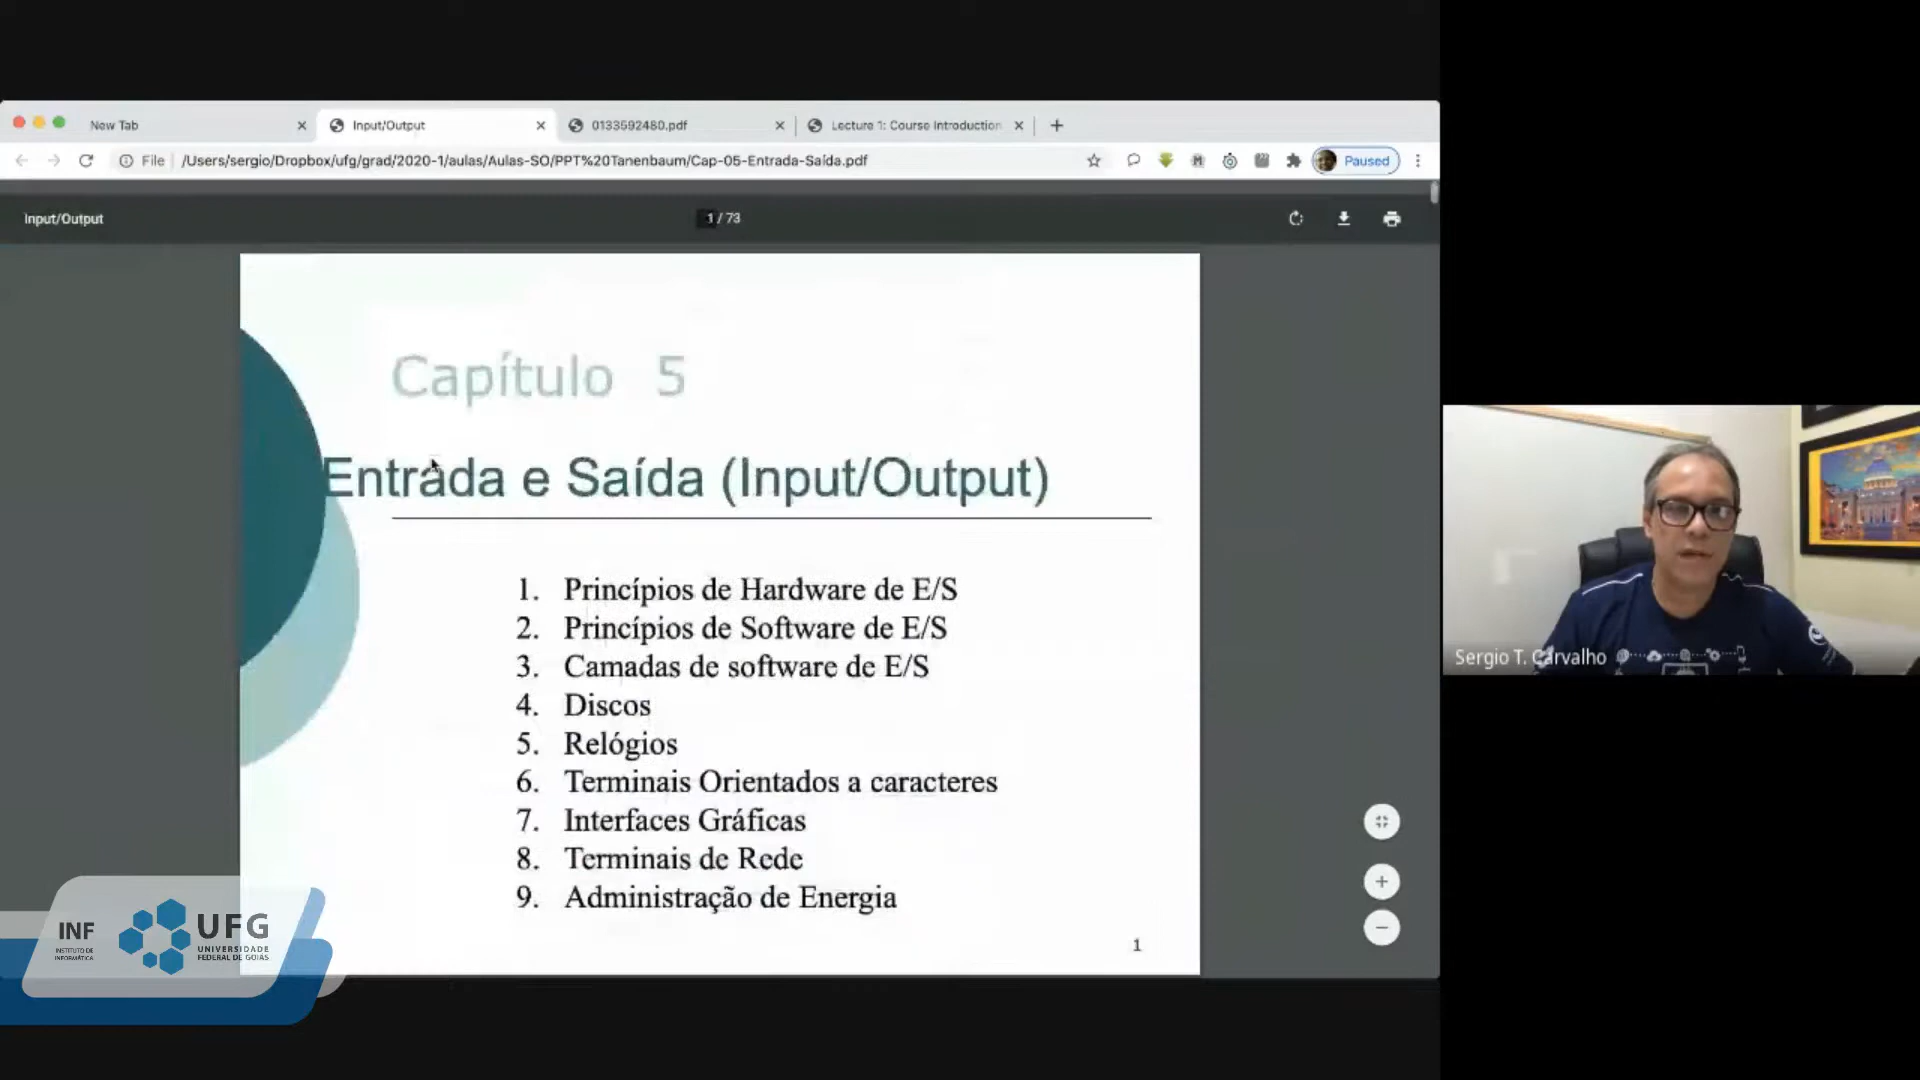 New Tab
Input/Output
0133592480.pdf
Lecture 1: Course Introduction
File
/Users/sergio/Dropbox/ufg/grad/2020-1/aulas/Aulas-SO/PPT%20Tanenbaum/Cap-05-Entrada-Saída.pdf
Paused
Input/Output
1 / 73
Capítulo 5
Entrada e Saída (Input/Output)
1. Princípios de Hardware de E/S
2. Princípios de Software de E/S
3. Camadas de software de E/S
4. Discos
5. Relógios
6. Terminais Orientados a caracteres
7. Interfaces Gráficas
8. Terminais de Rede
9. Administração de Energia
1
Sergio T. Carvalho
INF
INSTITUTO DE
INFORMÁTICA
UFG
UNIVERSIDADE
FEDERAL DE GOIÁS